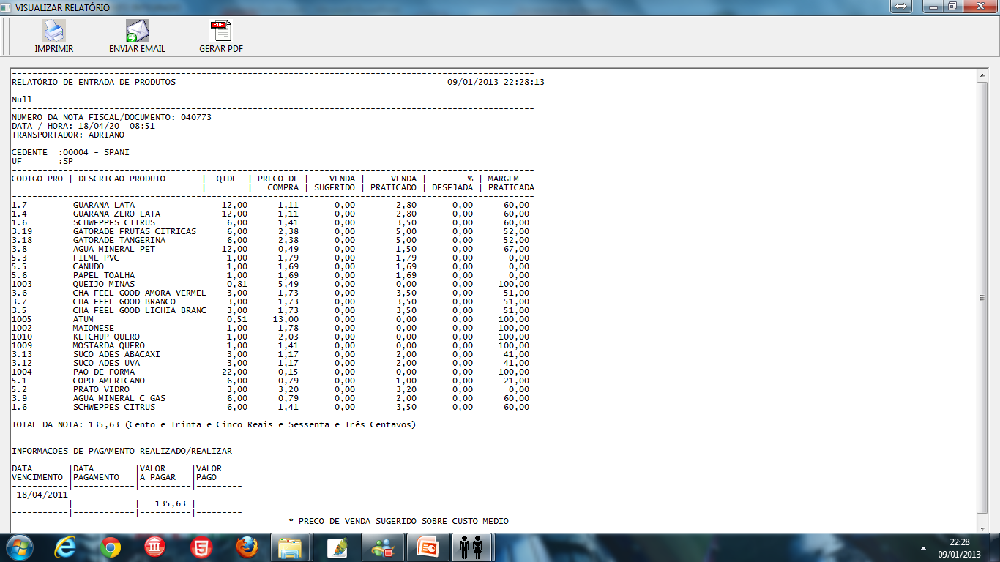 VISUALIZAR RELATÓRIO
IMPRIMIR ENVIAR EMAIL GERAR PDF
RELATÓRIO DE ENTRADA DE PRODUTOS 09/01/2013 22:28:13
Null
NUMERO DA NOTA FISCAL/DOCUMENTO: 040773
DATA / HORA: 18/04/20 08:51
TRANSPORTADOR: ADRIANO
CEDENTE :00004 - SPANI
UF :SP
CODIGO PRO | DESCRICAO PRODUTO | QTDE | PRECO DE | VENDA | VENDA | % | MARGEM
| | COMPRA | SUGERIDO | PRATICADO | DESEJADA | PRATICADA
1.7 GUARANA LATA 12,00 1,11 0,00 2,80 0,00 60,00
1.4 GUARANA ZERO LATA 12,00 1,11 0,00 2,80 0,00 60,00
1.6 SCHWEPPES CITRUS 6,00 1,41 0,00 3,50 0,00 60,00
3.19 GATORADE FRUTAS CITRICAS 6,00 2,38 0,00 5,00 0,00 52,00
3.18 GATORADE TANGERINA 6,00 2,38 0,00 5,00 0,00 52,00
3.8 AGUA MINERAL PET 12,00 0,49 0,00 1,50 0,00 67,00
5.3 FILME PVC 1,00 1,79 0,00 1,79 0,00 0,00
5.5 CANUDO 1,00 1,69 0,00 1,69 0,00 0,00
5.6 PAPEL TOALHA 1,00 1,69 0,00 1,69 0,00 0,00
1003 QUEIJO MINAS 0,81 5,49 0,00 0,00 0,00 100,00
3.6 CHA FEEL GOOD AMORA VERMEL 3,00 1,73 0,00 3,50 0,00 51,00
3.7 CHA FEEL GOOD BRANCO 3,00 1,73 0,00 3,50 0,00 51,00
3.5 CHA FEEL GOOD LICHIA BRANC 3,00 1,73 0,00 3,50 0,00 51,00
1005 ATUM 0,51 13,00 0,00 0,00 0,00 100,00
1002 MAIONESE 1,00 1,78 0,00 0,00 0,00 100,00
1010 KETCHUP QUERO 1,00 2,03 0,00 0,00 0,00 100,00
1009 MOSTARDA QUERO 1,00 1,41 0,00 0,00 0,00 100,00
3.13 SUCO ADES ABACAXI 3,00 1,17 0,00 2,00 0,00 41,00
3.12 SUCO ADES UVA 3,00 1,17 0,00 2,00 0,00 41,00
1004 PAO DE FORMA 22,00 0,15 0,00 0,00 0,00 100,00
5.1 COPO AMERICANO 6,00 0,79 0,00 1,00 0,00 21,00
5.2 PRATO VIDRO 3,00 3,20 0,00 3,20 0,00 0,00
3.9 AGUA MINERAL C GAS 6,00 0,79 0,00 2,00 0,00 60,00
1.6 SCHWEPPES CITRUS 6,00 1,41 0,00 3,50 0,00 60,00
TOTAL DA NOTA: 135,63 (Cento e Trinta e Cinco Reais e Sessenta e Três Centavos)
INFORMACOES DE PAGAMENTO REALIZADO/REALIZAR
DATA |DATA |VALOR |VALOR
VENCIMENTO |PAGAMENTO |A PAGAR |PAGO
18/04/2011
| | 135,63 |
* PRECO DE VENDA SUGERIDO SOBRE CUSTO MEDIO
22:28
09/01/2013